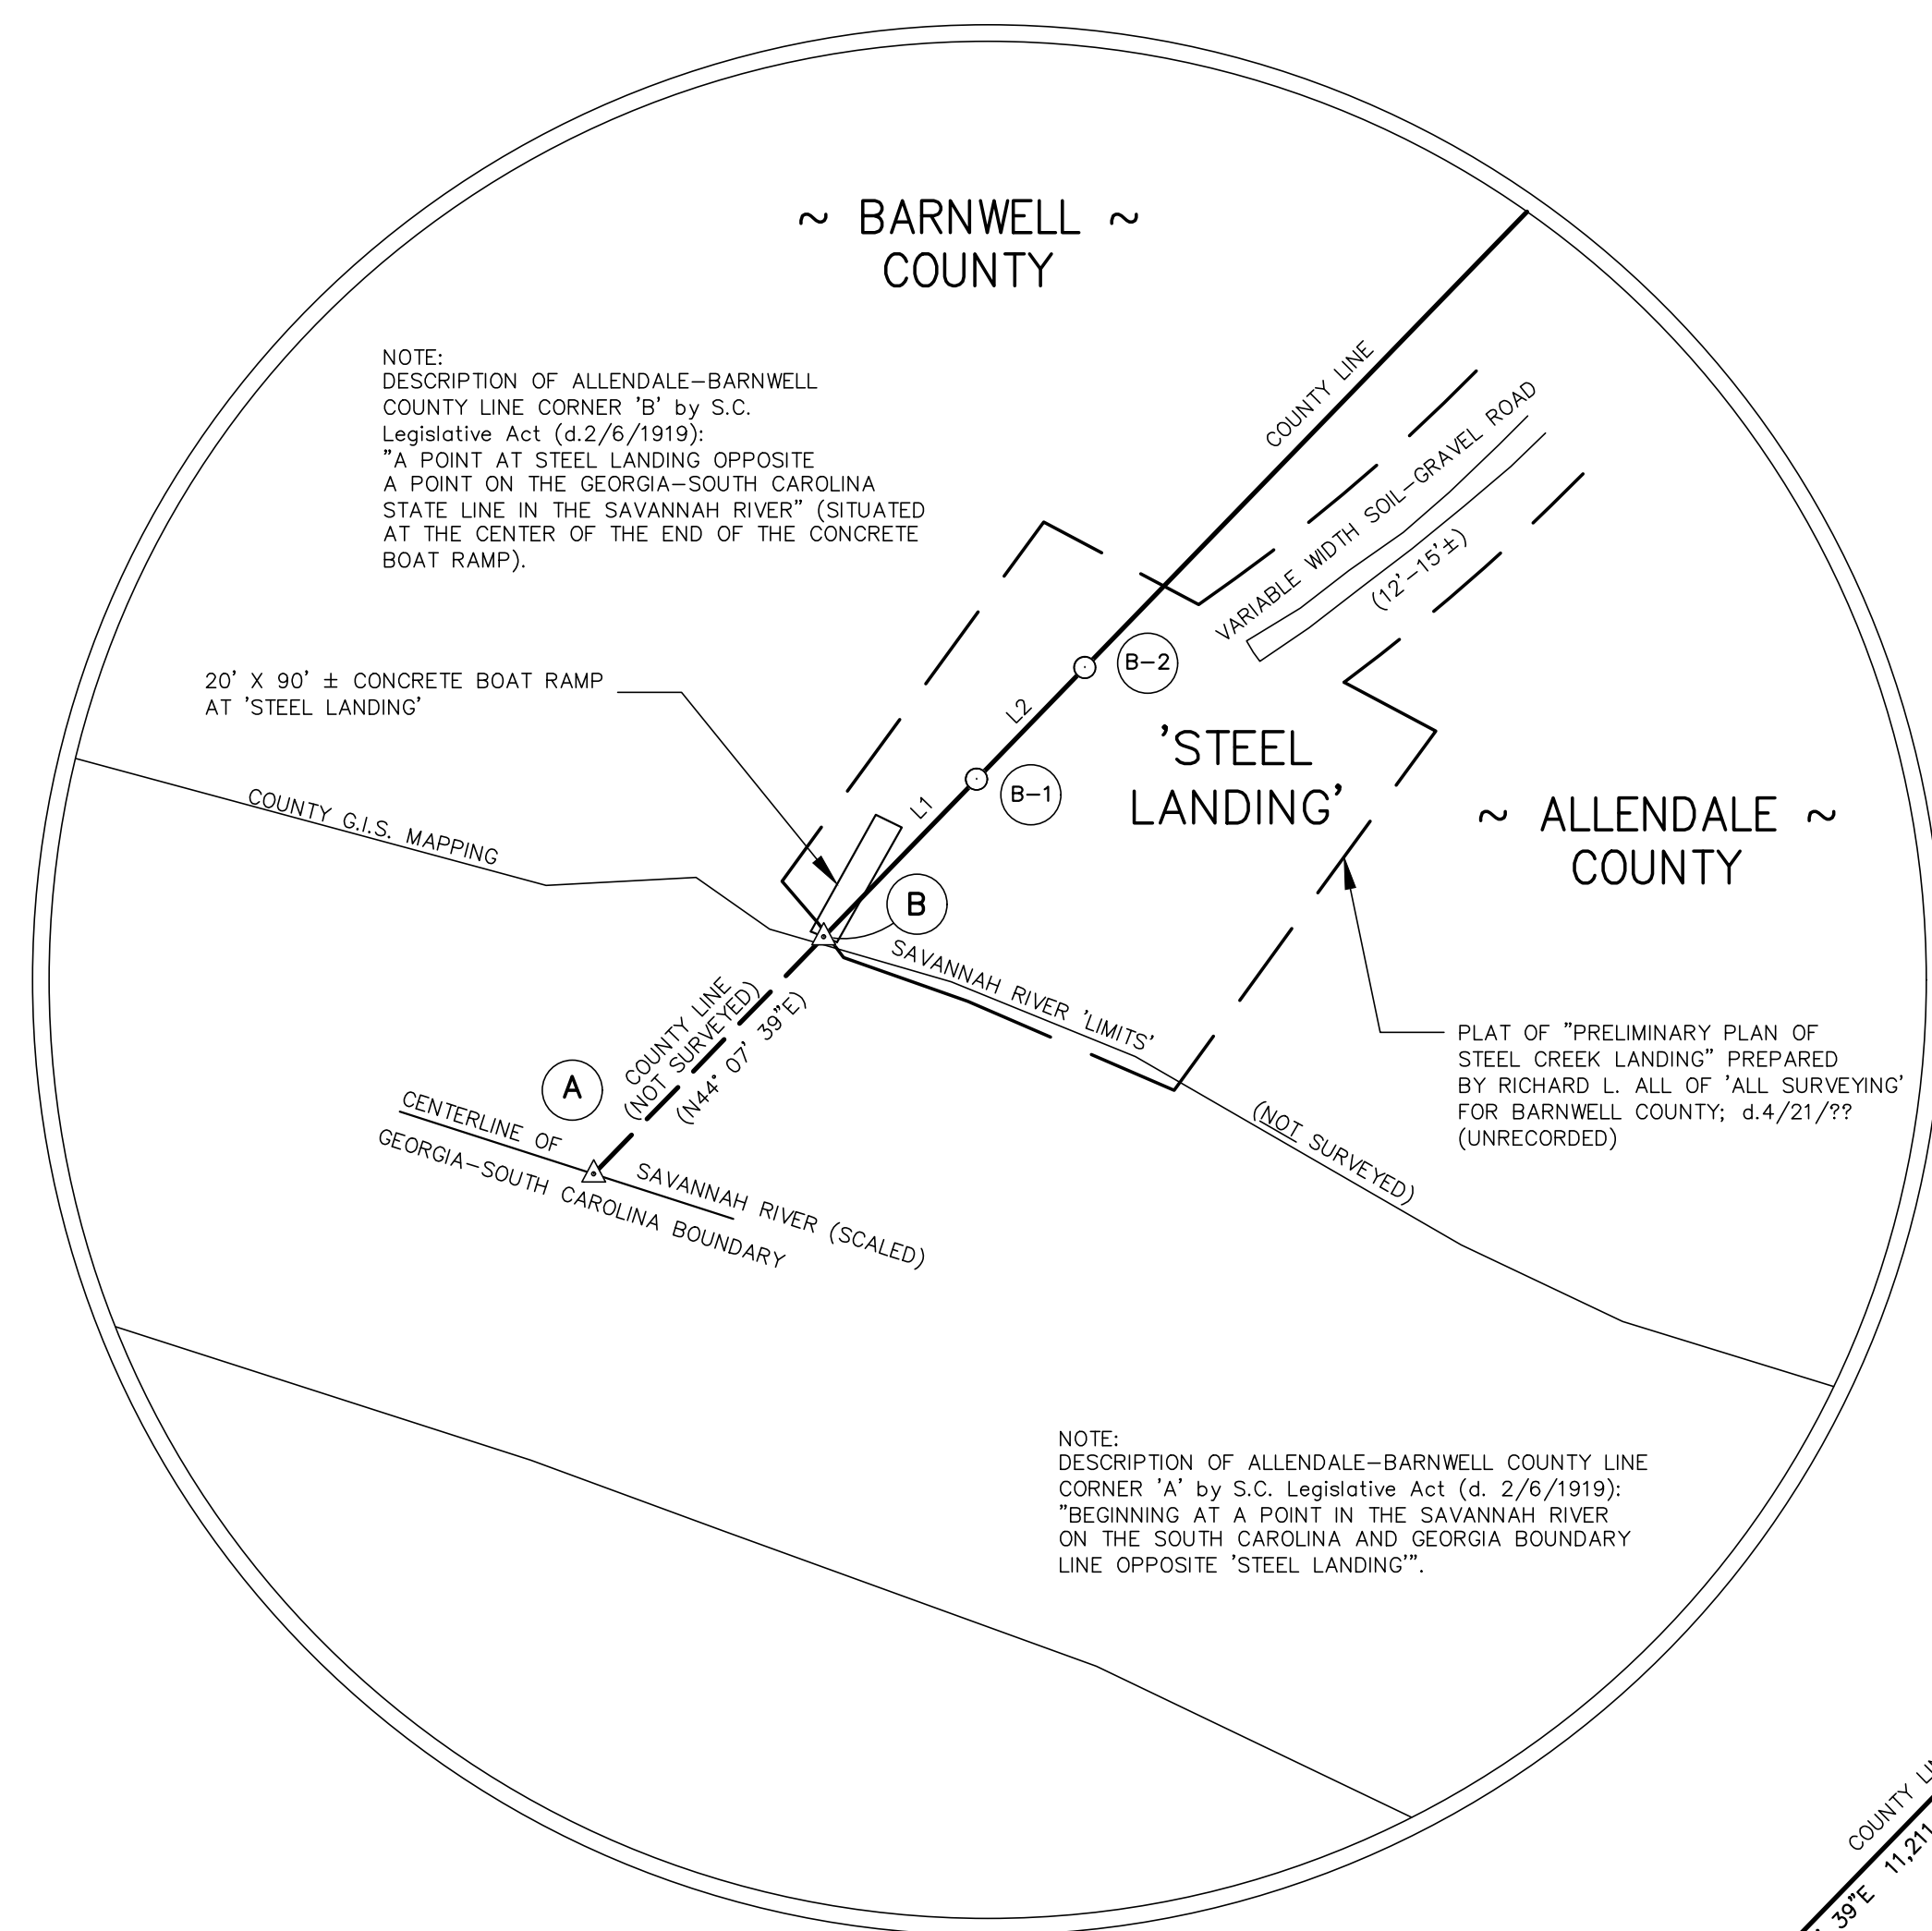 ~ BARNWELL ~
COUNTY
NOTE:
DESCRIPTION OF ALLENDALE-BARNWELL
COUNTY LINE CORNER 'B' by S.C.
Legislative Act (d.2/6/1919):
"A POINT AT STEEL LANDING OPPOSITE
A POINT ON THE GEORGIA-SOUTH CAROLINA
STATE LINE IN THE SAVANNAH RIVER" (SITUATED
AT THE CENTER OF THE END OF THE CONCRETE
BOAT RAMP).
COUNTY LINE
VARIABLE WIDTH SOIL-GRAVEL ROAD
(12'-15'±)
20' X 90' ± CONCRETE BOAT RAMP
AT 'STEEL LANDING'
B-2
L2
'STEEL
LANDING'
B-1
L1
COUNTY G.I.S. MAPPING
~ ALLENDALE ~
COUNTY
B
SAVANNAH RIVER 'LIMITS'
(NOT SURVEYED)
COUNTY LINE
(NOT SURVEYED)
(N44° 07' 39"E)
A
CENTERLINE OF
SAVANNAH RIVER (SCALED)
GEORGIA-SOUTH CAROLINA BOUNDARY
PLAT OF "PRELIMINARY PLAN OF
STEEL CREEK LANDING" PREPARED
BY RICHARD L. ALL OF 'ALL SURVEYING'
FOR BARNWELL COUNTY; d.4/21/??
(UNRECORDED)
NOTE:
DESCRIPTION OF ALLENDALE-BARNWELL COUNTY LINE
CORNER 'A' by S.C. Legislative Act (d. 2/6/1919):
"BEGINNING AT A POINT IN THE SAVANNAH RIVER
ON THE SOUTH CAROLINA AND GEORGIA BOUNDARY
LINE OPPOSITE 'STEEL LANDING'".
COUNTY
39"E 11,211